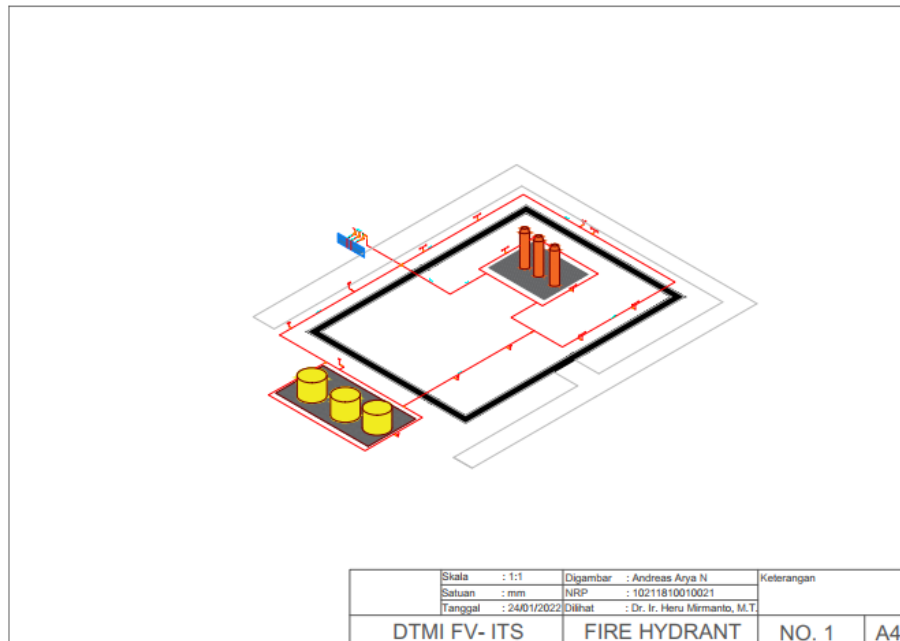 Skala : 1:1 Digambar : Andreas Arya N Keterangan
Satuan : mm NRP : 10211810010021
Tanggal : 24/01/2022 Dilihat : Dr. Ir. Heru Mirmanto, M.T.
DTMI FV- ITS FIRE HYDRANT NO. 1 A4